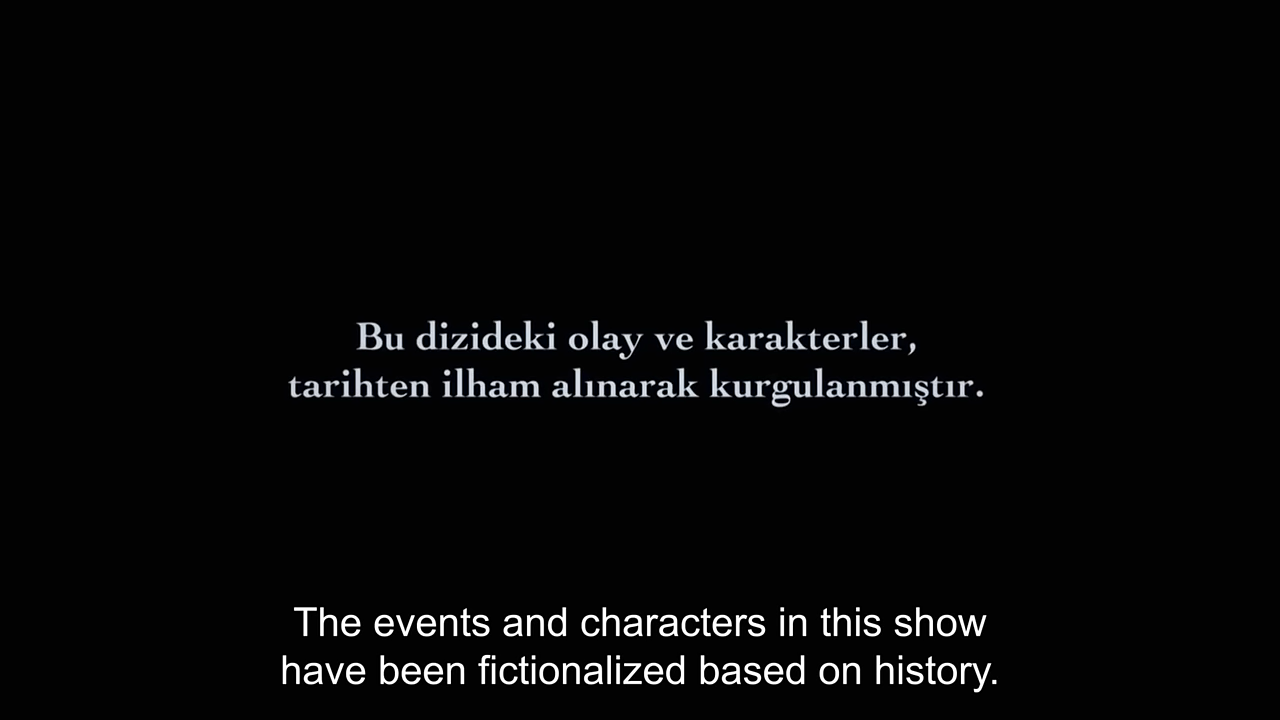 Bu dizideki olay ve karakterler,
tarihten ilham alınarak kurgulanmıştır.
The events and characters in this show
have been fictionalized based on history.